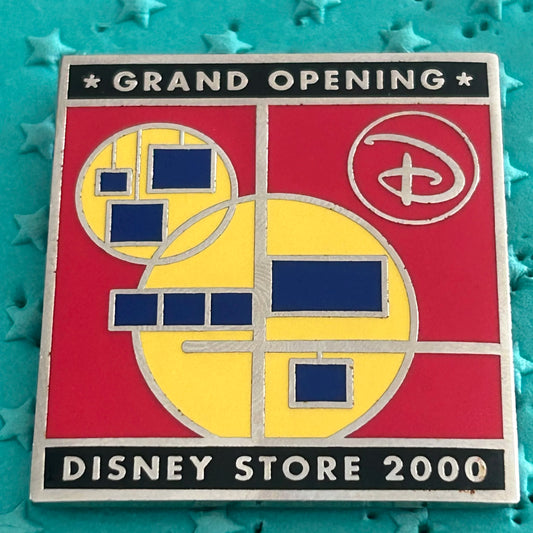 * GRAND OPENING *
D
DISNEY STORE 2000